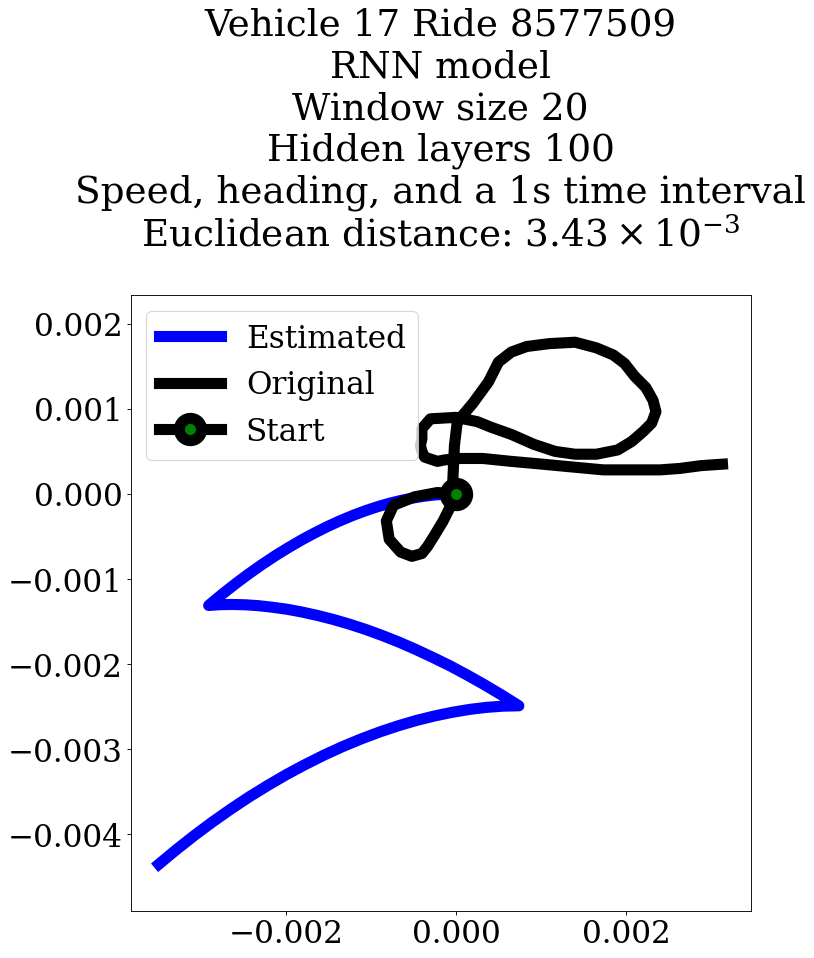 Vehicle 17 Ride 8577509
RNN model
Window size 20
Hidden layers 100
Speed, heading, and a 1s time interval
Euclidean distance: 3.43 × 10⁻³
Estimated
Original
Start
0.002
0.001
0.000
−0.001
−0.002
−0.003
−0.004
−0.002 0.000 0.002